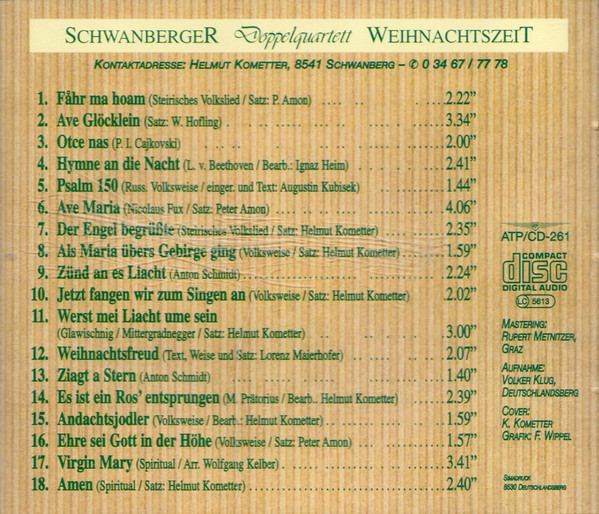 SCHWANBERGER Doppelquartett WEIHNACHTSZEIT
KONTAKTADRESSE: HELMUT KOMETTER, 8541 SCHWANBERG – ✆ 0 34 67 / 77 78
1. Fåhr ma hoam (Steirisches Volkslied / Satz: P. Amon) 2.22”
2. Ave Glöcklein (Satz: W. Hofling) 3.34”
3. Otce nas (P. I. Cajkovski) 2.00”
4. Hymne an die Nacht (L. v. Beethoven / Bearb.: Ignaz Heim) 2.41”
5. Psalm 150 (Russ. Volksweise / einger. und Text: Augustin Kubisek) 1.44”
6. Ave Maria (Nicolaus Fux / Satz: Peter Amon) 4.06”
7. Der Engel begrüßte (Steirisches Volkslied / Satz: Helmut Kometter) 2.35”
8. Als Maria übers Gebirge ging (Volksweise / Satz: Helmut Kometter) 1.59”
9. Zünd an es Liacht (Anton Schmidt) 2.24”
10. Jetzt fangen wir zum Singen an (Volksweise / Satz: Helmut Kometter) 2.02”
11. Werst mei Liacht ume sein
(Glawischnig / Mittergradnegger / Satz: Helmut Kometter) 3.00”
12. Weihnachtsfreud (Text, Weise und Satz: Lorenz Maierhofer) 2.07”
13. Ziagt a Stern (Anton Schmidt) 1.40”
14. Es ist ein Ros’ entsprungen (M. Prätorius / Bearb.. Helmut Kometter) 2.39”
15. Andachtsjodler (Volksweise / Bearb.: Helmut Kometter) 1.59”
16. Ehre sei Gott in der Höhe (Volksweise / Satz: Peter Amon) 1.57”
17. Virgin Mary (Spiritual / Arr. Wolfgang Kelber) 3.41”
18. Amen (Spiritual / Satz: Helmut Kometter) 2.40”
ATP/CD-261
COMPACT
disc
DIGITAL AUDIO
LC 5613
MASTERING:
RUPERT METNITZER,
GRAZ
AUFNAHME:
VOLKER KLUG,
DEUTSCHLANDSBERG
COVER:
K. KOMETTER
GRAFIK: F. WIPPEL
SIMADRUCK
8530 DEUTSCHLANDSBERG